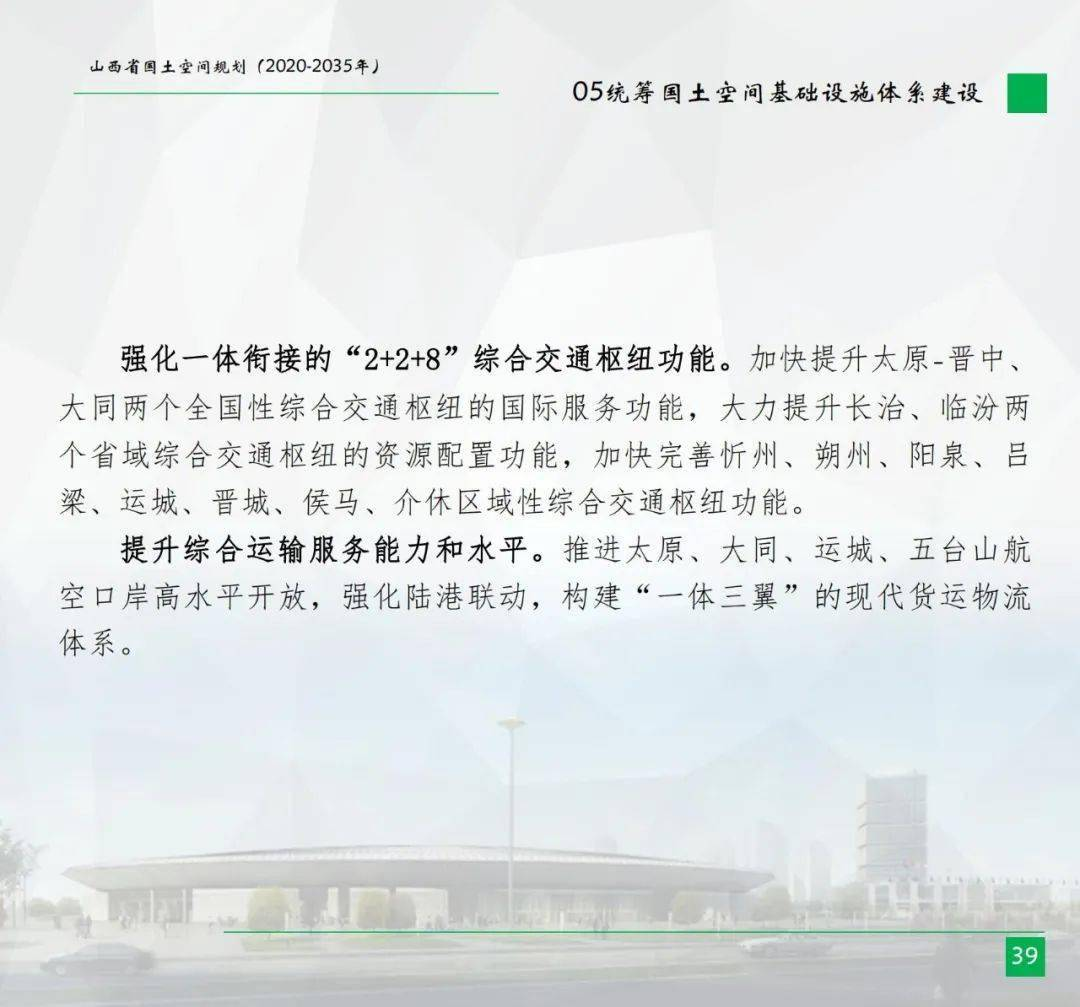 山西省国土空间规划（2020-2035年）
05统筹国土空间基础设施体系建设
强化一体衔接的“2+2+8”综合交通枢纽功能。加快提升太原-晋中、
大同两个全国性综合交通枢纽的国际服务功能，大力提升长治、临汾两
个省域综合交通枢纽的资源配置功能，加快完善忻州、朔州、阳泉、吕
梁、运城、晋城、侯马、介休区域性综合交通枢纽功能。
提升综合运输服务能力和水平。推进太原、大同、运城、五台山航
空口岸高水平开放，强化陆港联动，构建“一体三翼”的现代货运物流
体系。
39